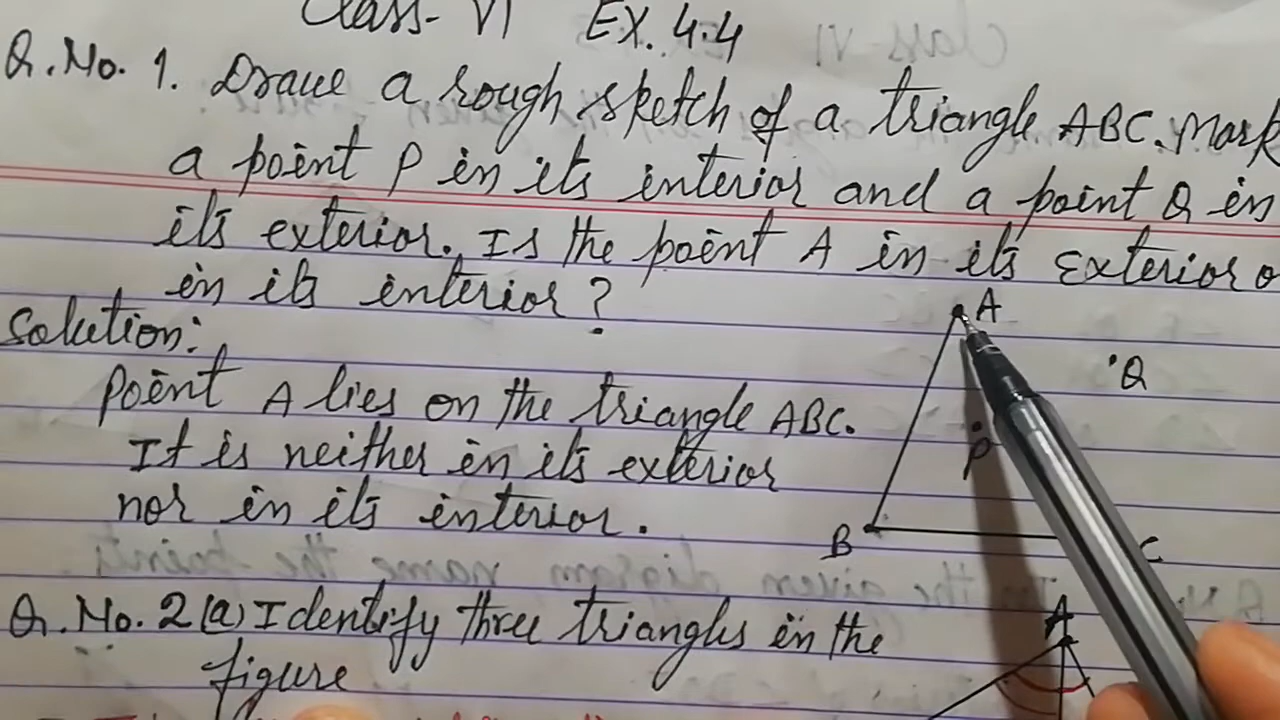 Class- VI EX. 4.4
Q.No. 1. Draw a rough sketch of a triangle ABC. Mark
a point P in its interior and a point Q in
its exterior. Is the point A in its Exterior o
in its interior?
Solution:
Point A lies on the triangle ABC.
It is neither in its exterior
nor in its interior.
A
Q
P
B
C
Q.No. 2 (a) Identify three triangles in the
figure
A